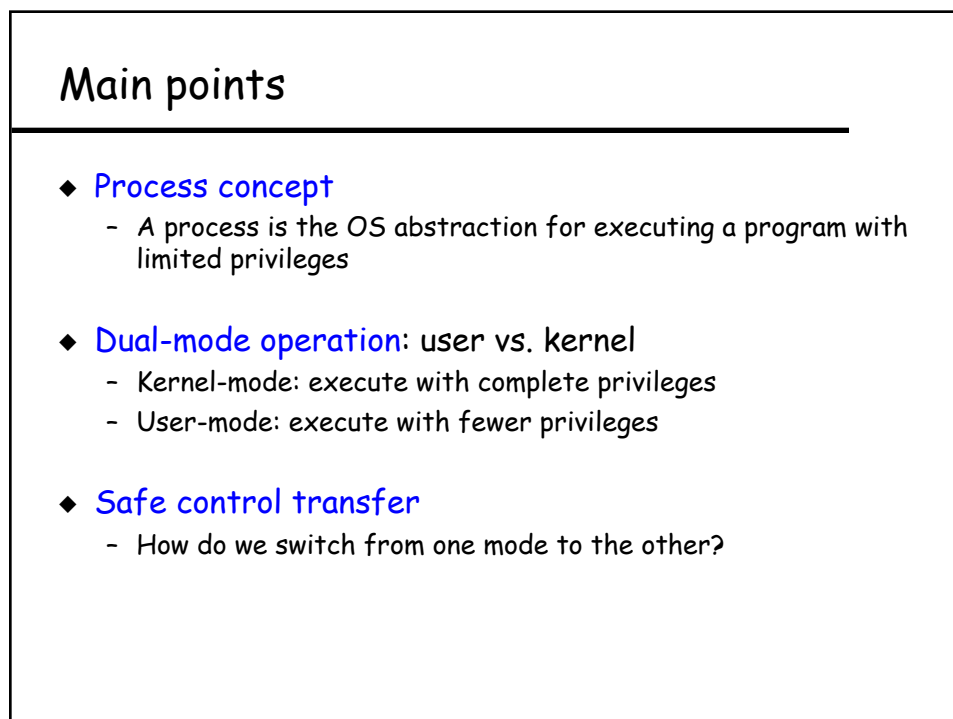 Main points
◆ Process concept
– A process is the OS abstraction for executing a program with
limited privileges
◆ Dual-mode operation: user vs. kernel
– Kernel-mode: execute with complete privileges
– User-mode: execute with fewer privileges
◆ Safe control transfer
– How do we switch from one mode to the other?